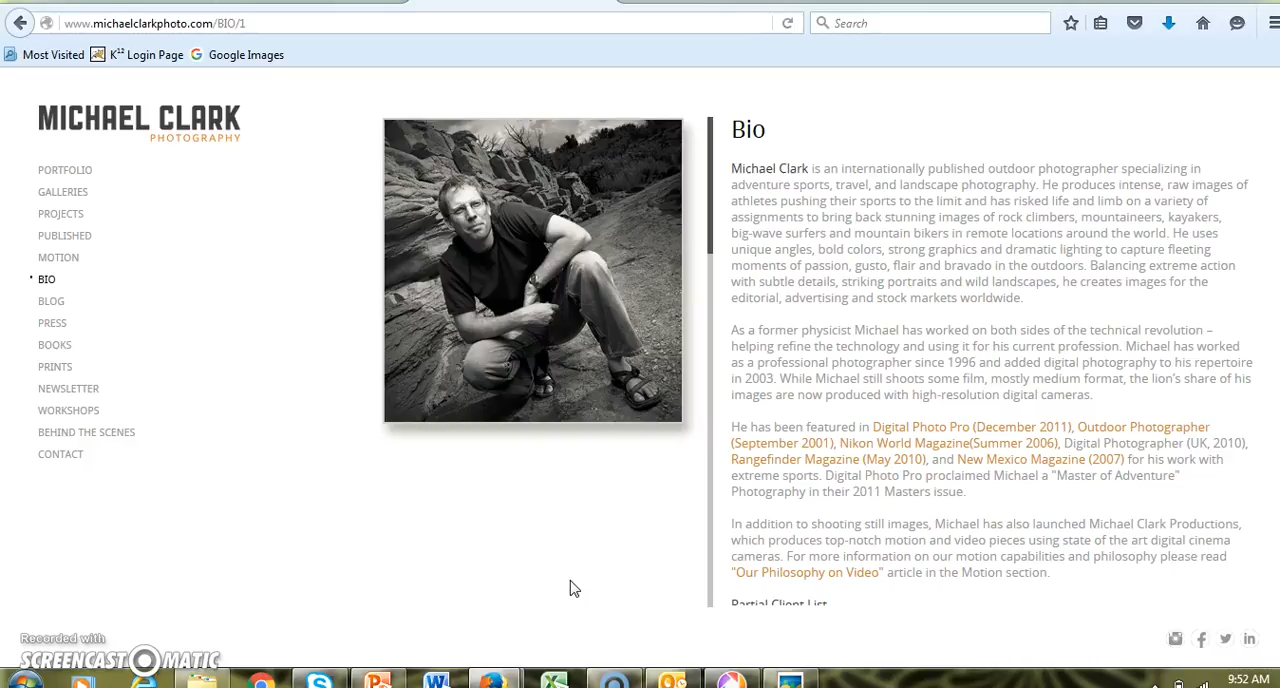 www.michaelclarkphoto.com/BIO/1
Search
Most Visited K12 Login Page Google Images
MICHAEL CLARK
PHOTOGRAPHY
PORTFOLIO
GALLERIES
PROJECTS
PUBLISHED
MOTION
BIO
BLOG
PRESS
BOOKS
PRINTS
NEWSLETTER
WORKSHOPS
BEHIND THE SCENES
CONTACT
Bio
Michael Clark is an internationally published outdoor photographer specializing in
adventure sports, travel, and landscape photography. He produces intense, raw images of
athletes pushing their sports to the limit and has risked life and limb on a variety of
assignments to bring back stunning images of rock climbers, mountaineers, kayakers,
big-wave surfers and mountain bikers in remote locations around the world. He uses
unique angles, bold colors, strong graphics and dramatic lighting to capture fleeting
moments of passion, gusto, flair and bravado in the outdoors. Balancing extreme action
with subtle details, striking portraits and wild landscapes, he creates images for the
editorial, advertising and stock markets worldwide.
As a former physicist Michael has worked on both sides of the technical revolution –
helping refine the technology and using it for his current profession. Michael has worked
as a professional photographer since 1996 and added digital photography to his repertoire
in 2003. While Michael still shoots some film, mostly medium format, the lion's share of his
images are now produced with high-resolution digital cameras.
He has been featured in Digital Photo Pro (December 2011), Outdoor Photographer
(September 2001), Nikon World Magazine(Summer 2006), Digital Photographer (UK, 2010),
Rangefinder Magazine (May 2010), and New Mexico Magazine (2007) for his work with
extreme sports. Digital Photo Pro proclaimed Michael a "Master of Adventure"
Photography in their 2011 Masters issue.
In addition to shooting still images, Michael has also launched Michael Clark Productions,
which produces top-notch motion and video pieces using state of the art digital cinema
cameras. For more information on our motion capabilities and philosophy please read
"Our Philosophy on Video" article in the Motion section.
Partial Client List
Recorded with
SCREENCAST-O-MATIC
9:52 AM